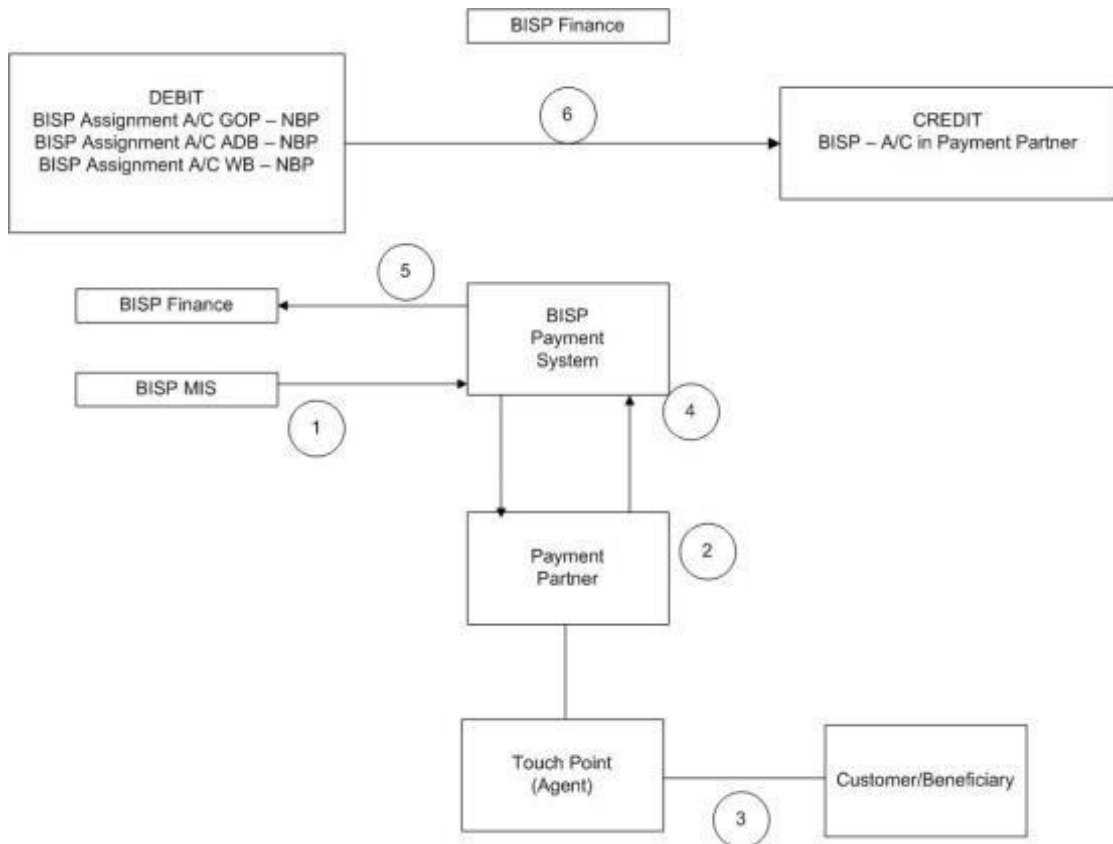 BISP Finance
DEBIT
BISP Assignment A/C GOP – NBP
BISP Assignment A/C ADB – NBP
BISP Assignment A/C WB – NBP
6
CREDIT
BISP – A/C in Payment Partner
5
BISP Finance
BISP
Payment
System
BISP MIS
1
4
Payment
Partner
2
Touch Point
(Agent)
Customer/Beneficiary
3